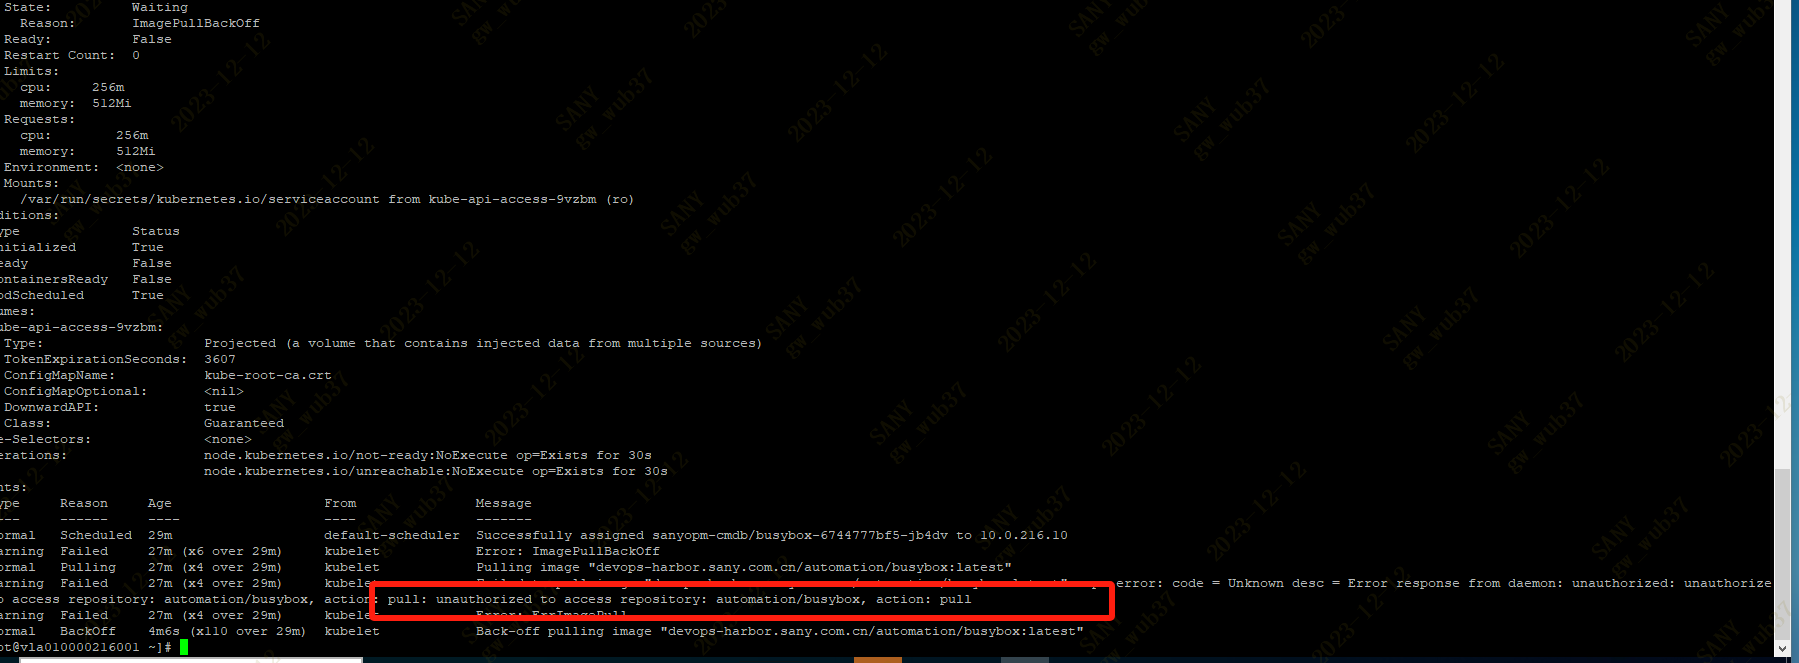 State: Waiting
Reason: ImagePullBackOff
Ready: False
Restart Count: 0
Limits:
cpu: 256m
memory: 512Mi
Requests:
cpu: 256m
memory: 512Mi
Environment: <none>
Mounts:
/var/run/secrets/kubernetes.io/serviceaccount from kube-api-access-9vzbm (ro)
ditions:
ype Status
nitialized True
eady False
ontainersReady False
odScheduled True
umes:
ube-api-access-9vzbm:
Type: Projected (a volume that contains injected data from multiple sources)
TokenExpirationSeconds: 3607
ConfigMapName: kube-root-ca.crt
ConfigMapOptional: <nil>
DownwardAPI: true
Class: Guaranteed
e-Selectors: <none>
erations: node.kubernetes.io/not-ready:NoExecute op=Exists for 30s
node.kubernetes.io/unreachable:NoExecute op=Exists for 30s
nts:
ype Reason Age From Message
--- ------ ---- ---- -------
ormal Scheduled 29m default-scheduler Successfully assigned sanyopm-cmdb/busybox-6744777bf5-jb4dv to 10.0.216.10
arning Failed 27m (x6 over 29m) kubelet Error: ImagePullBackOff
ormal Pulling 27m (x4 over 29m) kubelet Pulling image "devops-harbor.sany.com.cn/automation/busybox:latest"
arning Failed 27m (x4 over 29m) kubelet error: code = Unknown desc = Error response from daemon: unauthorized: unauthorize
o access repository: automation/busybox, action: pull: unauthorized to access repository: automation/busybox, action: pull
arning Failed 27m (x4 over 29m) kubelet Error: ErrImagePull
ormal BackOff 4m6s (x110 over 29m) kubelet Back-off pulling image "devops-harbor.sany.com.cn/automation/busybox:latest"
ot@vla010000216001 ~]#